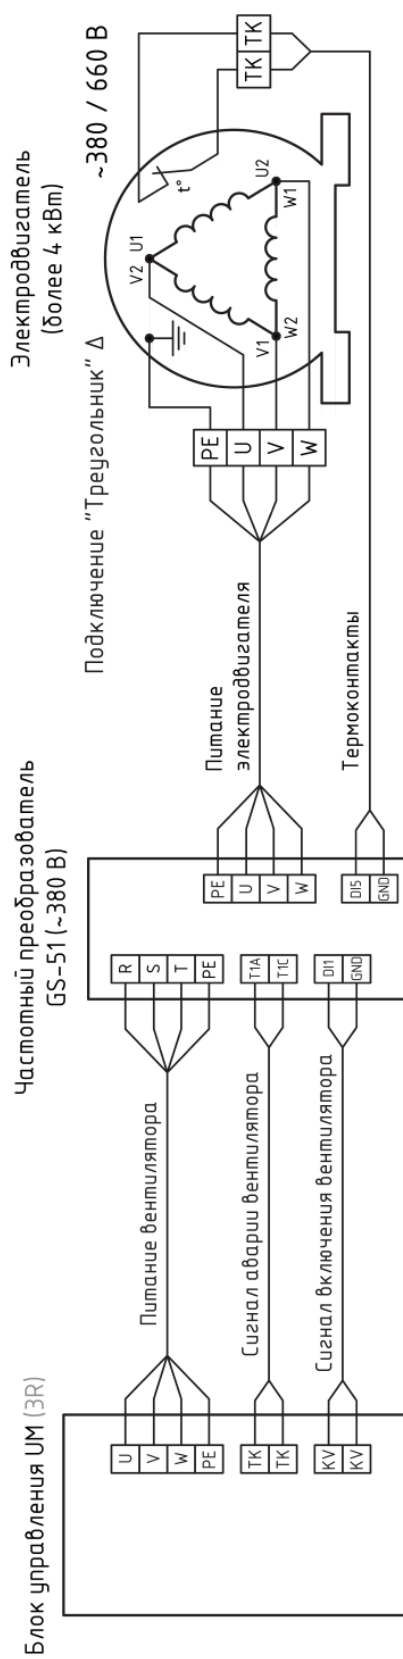 Блок управления UM (3R)
U
V
W
PE
TK
TK
KV
KV
Питание вентилятора
Сигнал аварии вентилятора
Сигнал включения вентилятора
Частотный преобразователь
GS-51 (~380 В)
R
S
T
PE
T1A
T1C
DI1
GND
PE
U
V
W
DI5
GND
Питание
электродвигателя
Термоконтакты
Электродвигатель
(более 4 кВт)
Подключение "Треугольник" Δ
~380 / 660 В
PE
U
V
W
V2
U1
t°
V1
W2
U2
W1
TK
TK